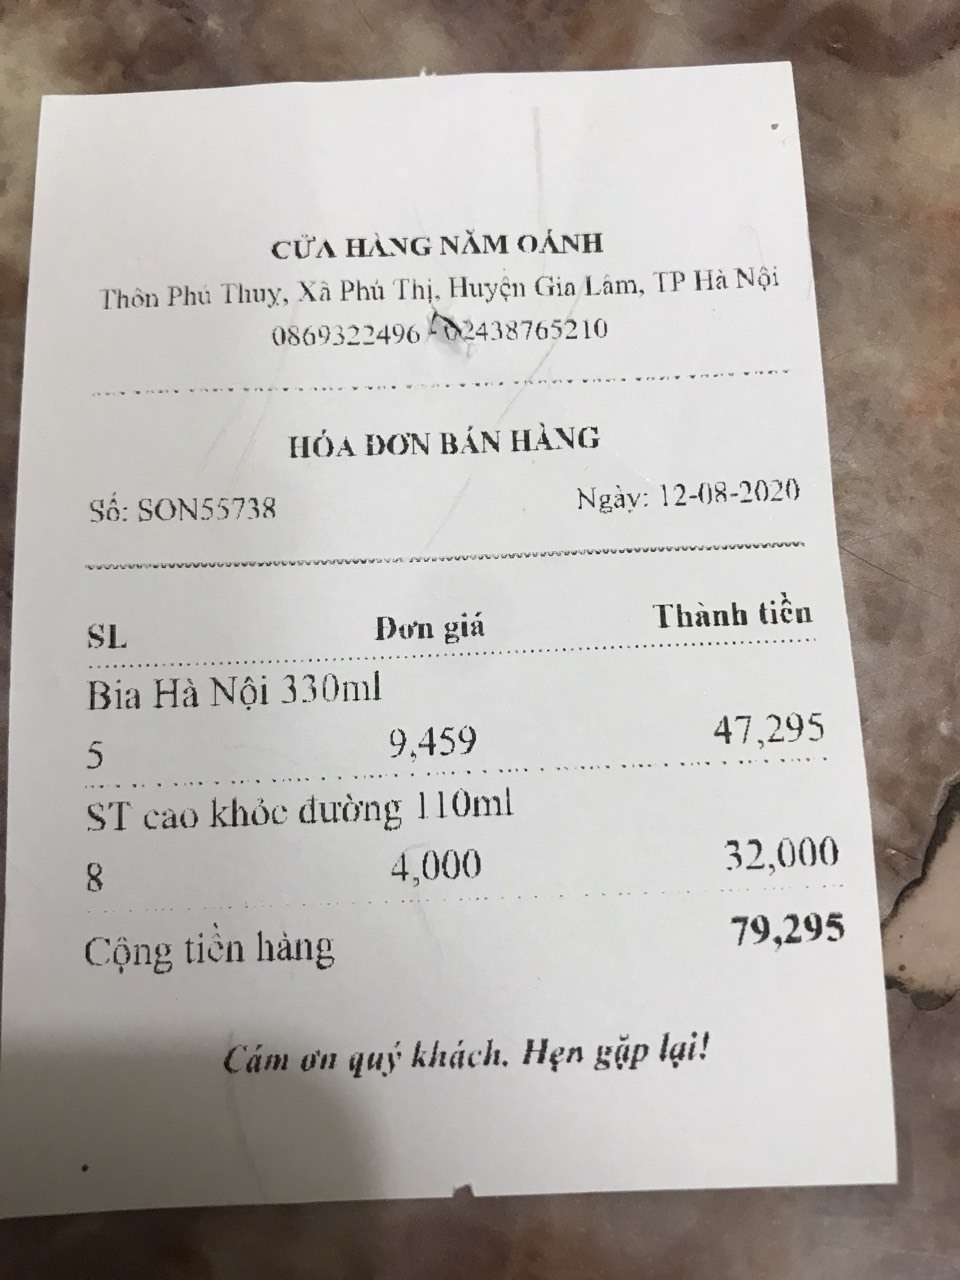 CỬA HÀNG NĂM OÁNH
Thôn Phú Thuỵ, Xã Phú Thị, Huyện Gia Lâm, TP Hà Nội
0869322496 - 02438765210
HÓA ĐƠN BÁN HÀNG
Số: SON55738 Ngày: 12-08-2020
SL Đơn giá Thành tiền
Bia Hà Nội 330ml
5 9,459 47,295
ST cao khỏe đường 110ml
8 4,000 32,000
Cộng tiền hàng 79,295
Cám ơn quý khách. Hẹn gặp lại!